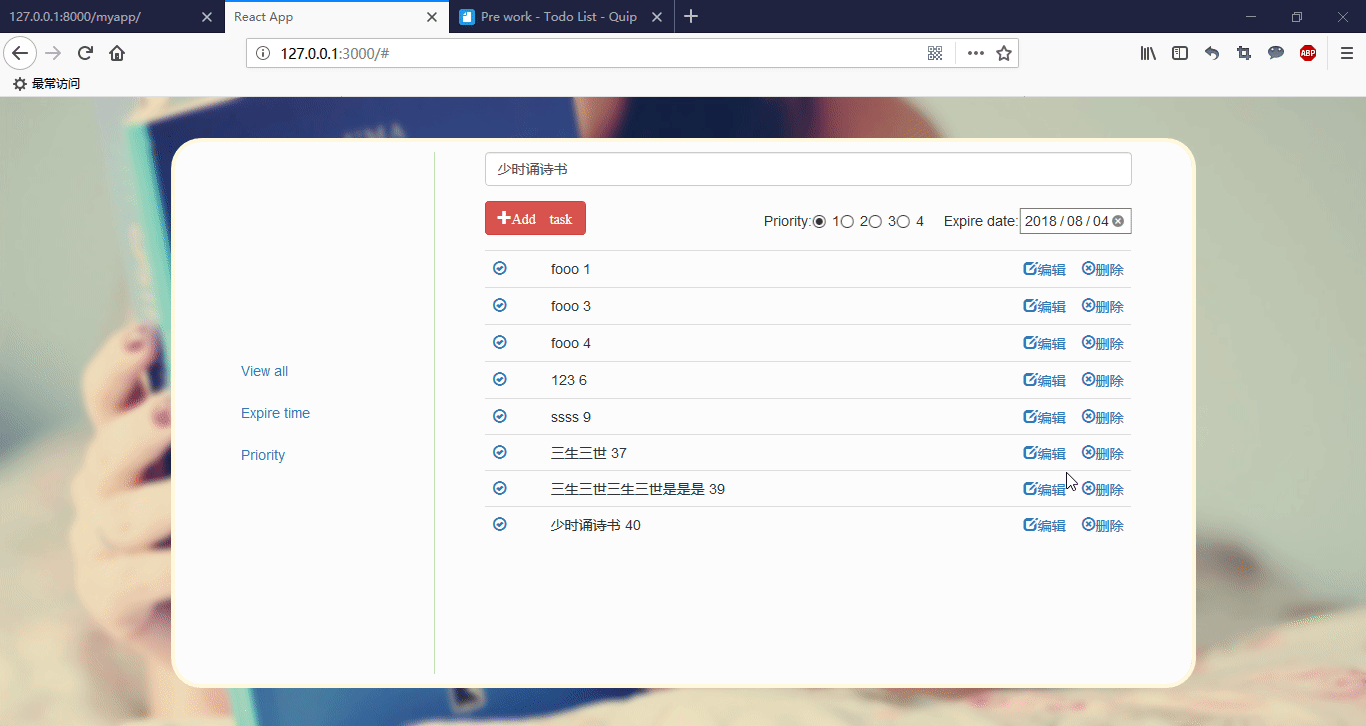 127.0.0.1:8000/myapp/
React App
Pre work - Todo List - Quip
127.0.0.1:3000/#
ABP
最常访问
少时诵诗书
Add task
Priority: 1 2 3 4 Expire date: 2018 / 08 / 04
fooo 1 编辑 删除
fooo 3 编辑 删除
fooo 4 编辑 删除
123 6 编辑 删除
ssss 9 编辑 删除
三生三世 37 编辑 删除
三生三世三生三世是是是 39 编辑 删除
少时诵诗书 40 编辑 删除
View all
Expire time
Priority